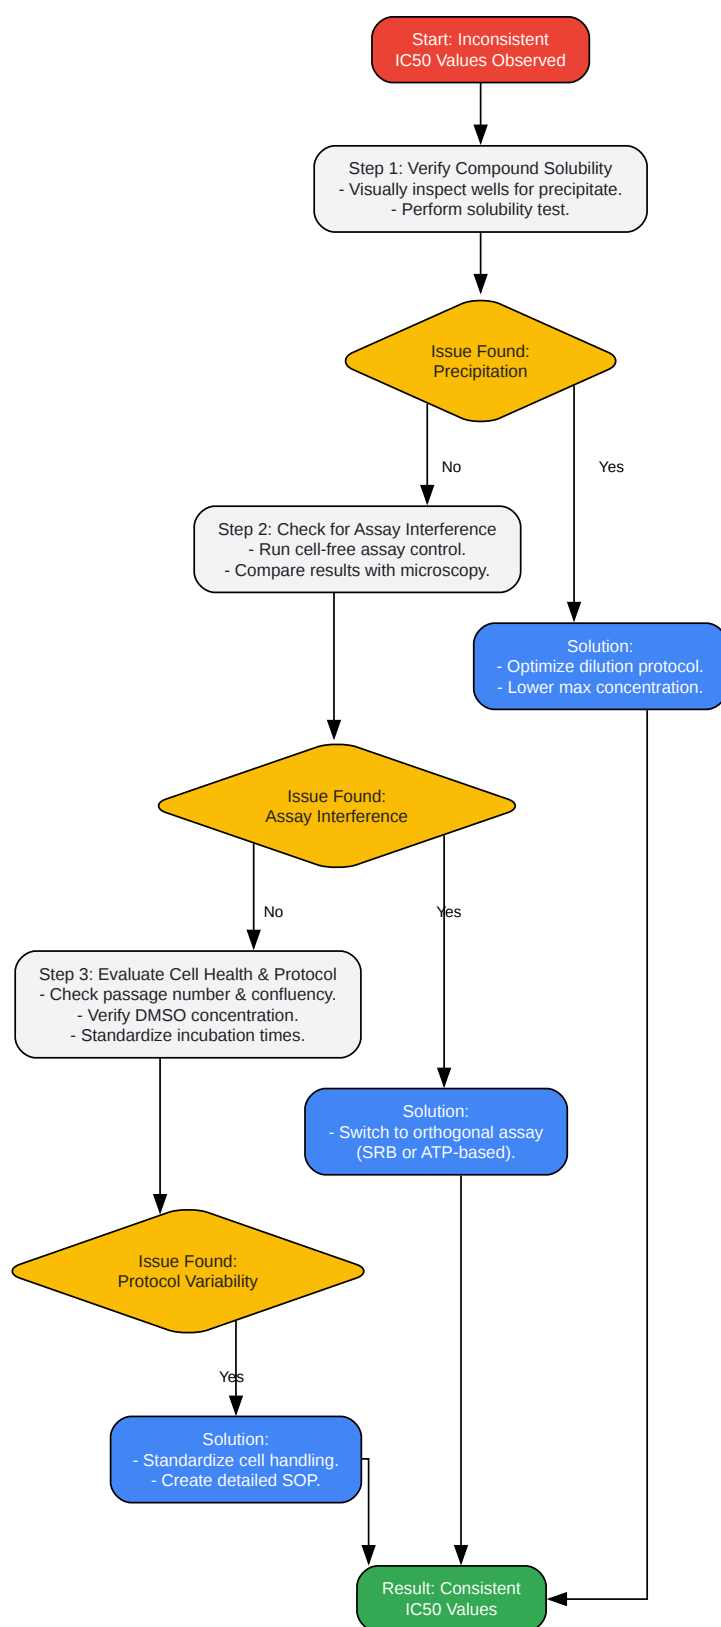 Start: Inconsistent
IC50 Values Observed
Step 1: Verify Compound Solubility
- Visually inspect wells for precipitate.
- Perform solubility test.
Issue Found:
Precipitation
No
Yes
Step 2: Check for Assay Interference
- Run cell-free assay control.
- Compare results with microscopy.
Solution:
- Optimize dilution protocol.
- Lower max concentration.
Issue Found:
Assay Interference
No
Yes
Step 3: Evaluate Cell Health & Protocol
- Check passage number & confluency.
- Verify DMSO concentration.
- Standardize incubation times.
Solution:
- Switch to orthogonal assay
(SRB or ATP-based).
Issue Found:
Protocol Variability
Yes
Solution:
- Standardize cell handling.
- Create detailed SOP.
Result: Consistent
IC50 Values